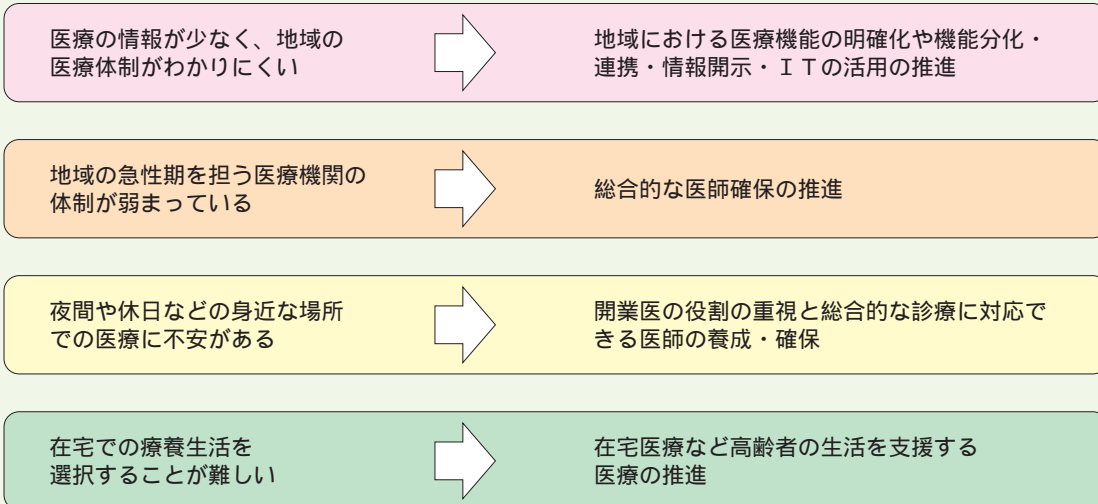 医療の情報が少なく、地域の
医療体制がわかりにくい
地域における医療機能の明確化や機能分化・
連携・情報開示・ＩＴの活用の推進
地域の急性期を担う医療機関の
体制が弱まっている
総合的な医師確保の推進
夜間や休日などの身近な場所
での医療に不安がある
開業医の役割の重視と総合的な診療に対応で
きる医師の養成・確保
在宅での療養生活を
選択することが難しい
在宅医療など高齢者の生活を支援する
医療の推進